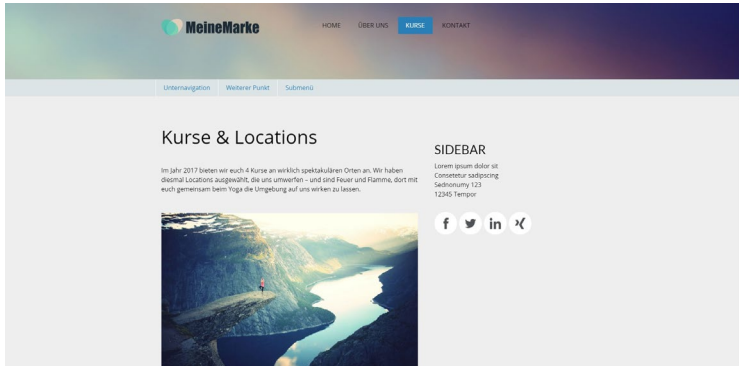 MeineMarke
HOME ÜBER UNS KURSE KONTAKT
Unternavigation Weiterer Punkt Submenü
Kurse & Locations
Im Jahr 2017 bieten wir euch 4 Kurse an wirklich spektakulären Orten an. Wir haben
diesmal Locations ausgewählt, die uns umwerfen – und sind Feuer und Flamme, dort mit
euch gemeinsam beim Yoga die Umgebung auf uns wirken zu lassen.
SIDEBAR
Lorem ipsum dolor sit
Consetetur sadipscing
Sednonumy 123
12345 Tempor